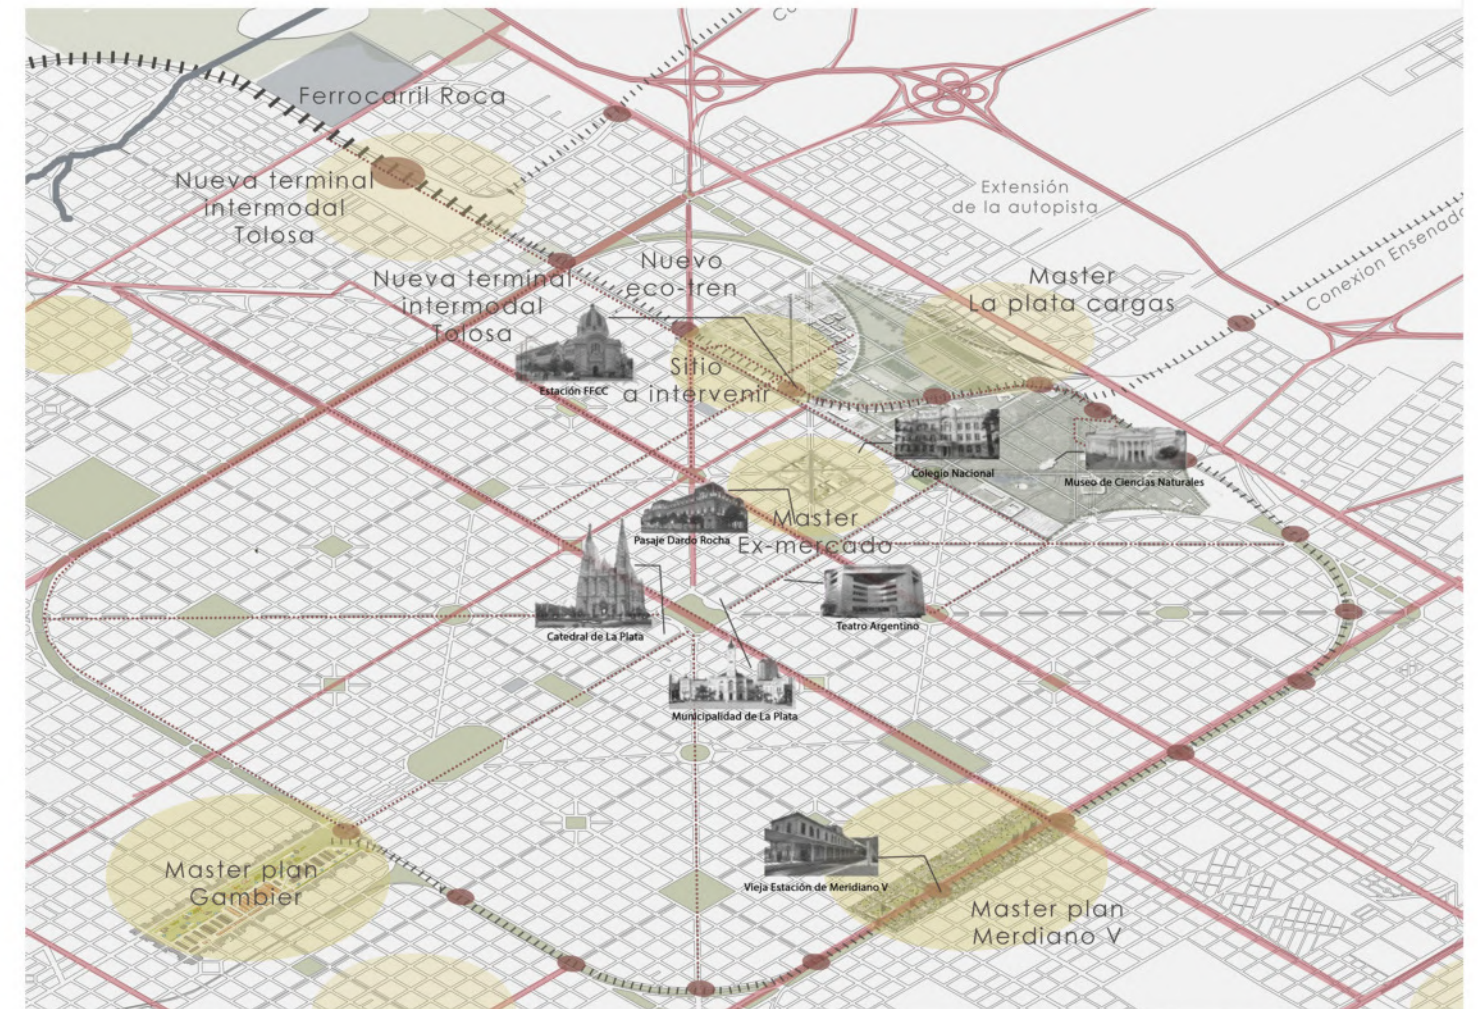 Ferrocarril Roca
Nueva terminal
intermodal
Tolosa
Extensión
de la autopista
Conexion Ensenada
Nuevo
eco-tren
Nueva terminal
intermodal
Tolosa
Master
La plata cargas
Estación FFCC
Sitio
a intervenir
Colegio Nacional
Museo de Ciencias Naturales
Master
Ex-mercado
Pasaje Dardo Rocha
Catedral de La Plata
Teatro Argentino
Municipalidad de La Plata
Master plan
Gambier
Vieja Estación de Meridiano V
Master plan
Merdiano V